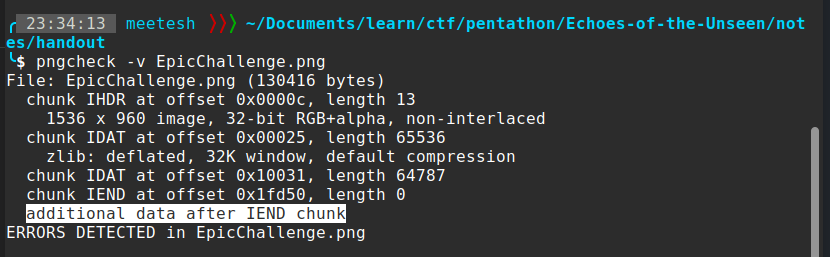 23:34:13 meetesh ❯❯❯ ~/Documents/learn/ctf/pentathon/Echoes-of-the-Unseen/not
es/handout
$ pngcheck -v EpicChallenge.png
File: EpicChallenge.png (130416 bytes)
chunk IHDR at offset 0x0000c, length 13
1536 x 960 image, 32-bit RGB+alpha, non-interlaced
chunk IDAT at offset 0x00025, length 65536
zlib: deflated, 32K window, default compression
chunk IDAT at offset 0x10031, length 64787
chunk IEND at offset 0x1fd50, length 0
additional data after IEND chunk
ERRORS DETECTED in EpicChallenge.png